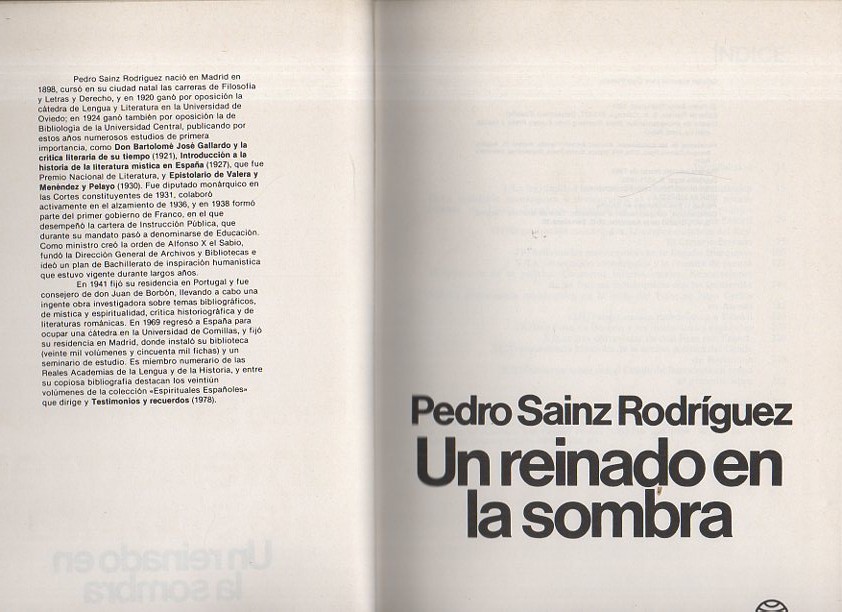 Pedro Sainz Rodríguez nació en Madrid en
1898, cursó en su ciudad natal las carreras de Filosofía
y Letras y Derecho, y en 1920 ganó por oposición la
cátedra de Lengua y Literatura en la Universidad de
Oviedo; en 1924 ganó también por oposición la de
Bibliología de la Universidad Central, publicando por
estos años numerosos estudios de primera
importancia, como Don Bartolomé José Gallardo y la
crítica literaria de su tiempo (1921), Introducción a la
historia de la literatura mística en España (1927), que fue
Premio Nacional de Literatura, y Epistolario de Valera y
Menéndez y Pelayo (1930). Fue diputado monárquico en
las Cortes constituyentes de 1931, colaboró
activamente en el alzamiento de 1936, y en 1938 formó
parte del primer gobierno de Franco, en el que
desempeñó la cartera de Instrucción Pública, que
durante su mandato pasó a denominarse de Educación.
Como ministro creó la orden de Alfonso X el Sabio,
fundó la Dirección General de Archivos y Bibliotecas e
ideó un plan de Bachillerato de inspiración humanística
que estuvo vigente durante largos años.
En 1941 fijó su residencia en Portugal y fue
consejero de don Juan de Borbón, llevando a cabo una
ingente obra investigadora sobre temas bibliográficos,
de mística y espiritualidad, crítica historiográfica y de
literaturas románicas. En 1969 regresó a España para
ocupar una cátedra en la Universidad de Comillas, y fijó
su residencia en Madrid, donde instaló su biblioteca
(veinte mil volúmenes y cincuenta mil fichas) y un
seminario de estudio. Es miembro numerario de las
Reales Academias de la Lengua y de la Historia, y entre
su copiosa bibliografía destacan los veintiún
volúmenes de la colección «Espirituales Españoles»
que dirige y Testimonios y recuerdos (1978).
ÍNDICE
Pedro Sainz Rodríguez
Un reinado en
la sombra